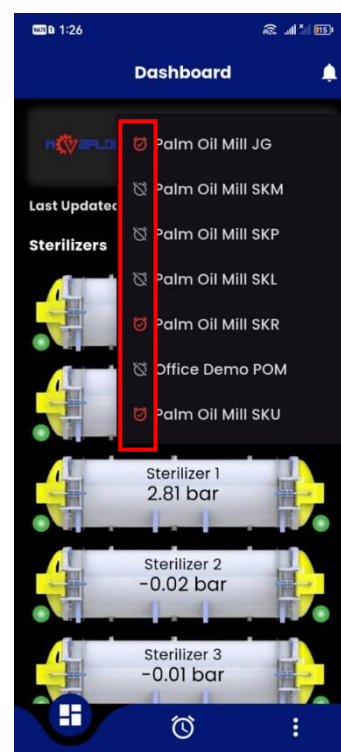 1:26
15
Dashboard
Palm Oil Mill JG
Palm Oil Mill SKM
Last Updated
Palm Oil Mill SKP
Sterilizers
Palm Oil Mill SKL
Palm Oil Mill SKR
Office Demo POM
Palm Oil Mill SKU
Sterilizer 1
2.81 bar
Sterilizer 2
-0.02 bar
Sterilizer 3
-0.01 bar